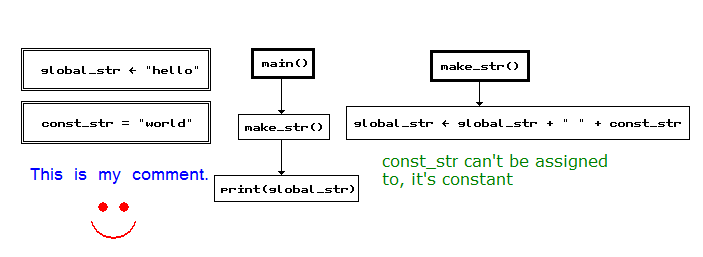 global_str ← "hello"
const_str = "world"
This is my comment.
main()
make_str()
print(global_str)
make_str()
global_str ← global_str + " " + const_str
const_str can't be assigned
to, it's constant